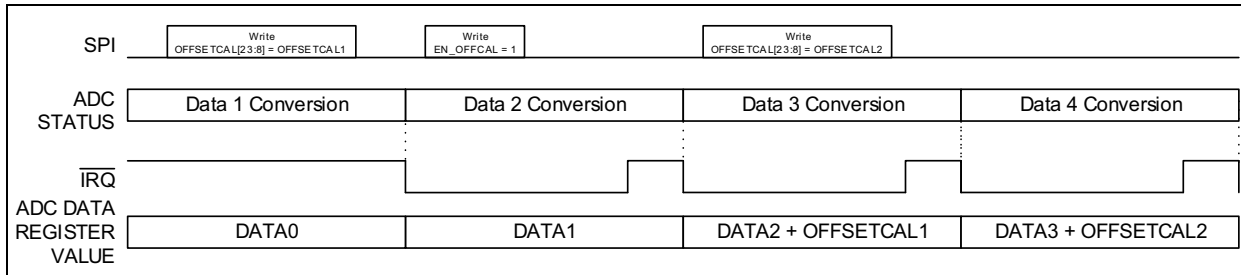 SPI
Write
OFFSETCAL[23:8] = OFFSETCAL1
Write
EN_OFFCAL = 1
Write
OFFSETCAL[23:8] = OFFSETCAL2
ADC
STATUS
Data 1 Conversion
Data 2 Conversion
Data 3 Conversion
Data 4 Conversion
IRQ
ADC DATA
REGISTER
VALUE
DATA0
DATA1
DATA2 + OFFSETCAL1
DATA3 + OFFSETCAL2